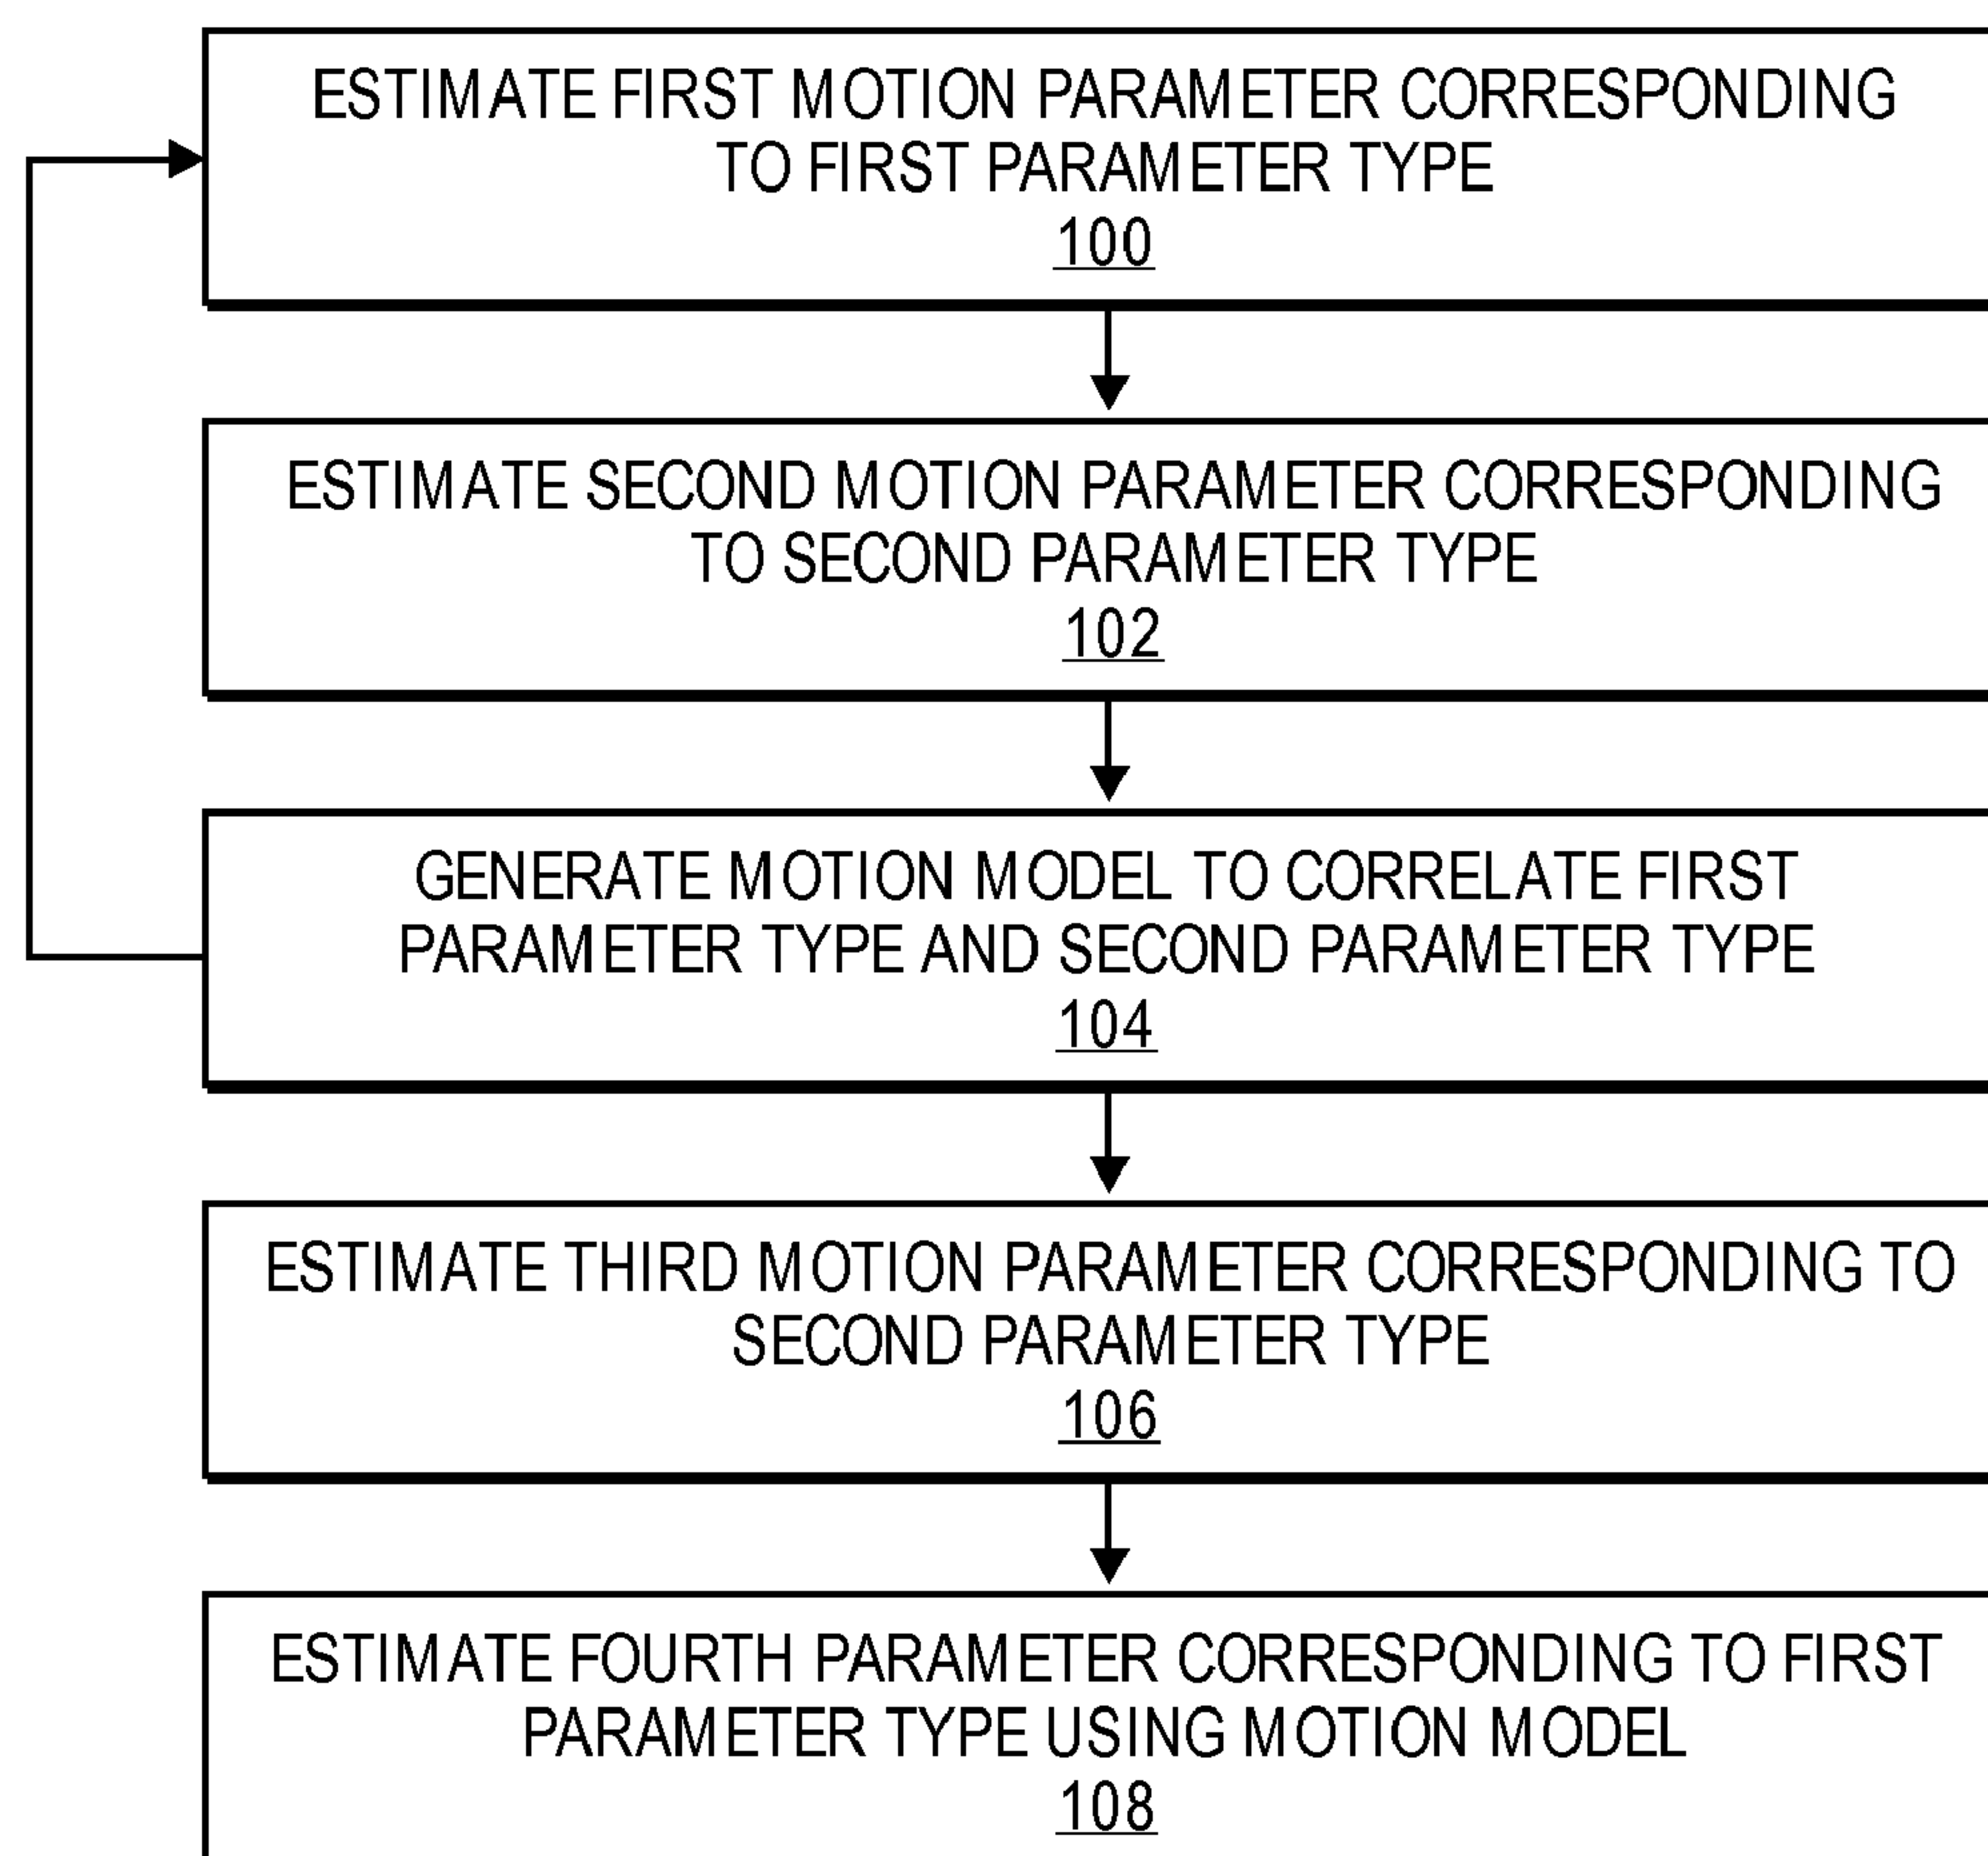 ESTIMATE FIRST MOTION PARAMETER CORRESPONDING
TO FIRST PARAMETER TYPE
100
ESTIMATE SECOND MOTION PARAMETER CORRESPONDING
TO SECOND PARAMETER TYPE
102
GENERATE MOTION MODEL TO CORRELATE FIRST
PARAMETER TYPE AND SECOND PARAMETER TYPE
104
ESTIMATE THIRD MOTION PARAMETER CORRESPONDING TO
SECOND PARAMETER TYPE
106
ESTIMATE FOURTH PARAMETER CORRESPONDING TO FIRST
PARAMETER TYPE USING MOTION MODEL
108